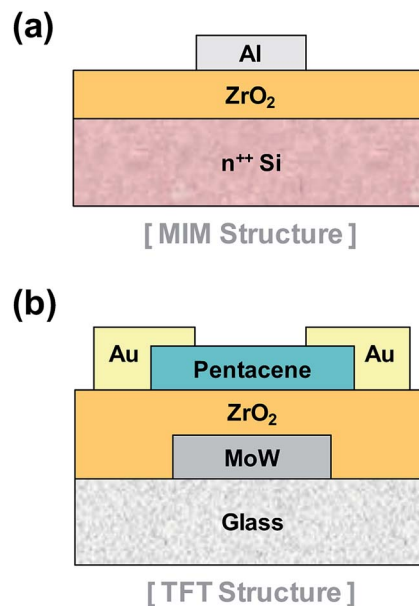 (a)
Al
ZrO₂
n⁺⁺ Si
[ MIM Structure ]
(b)
Au Au
Pentacene
ZrO₂
MoW
Glass
[ TFT Structure ]